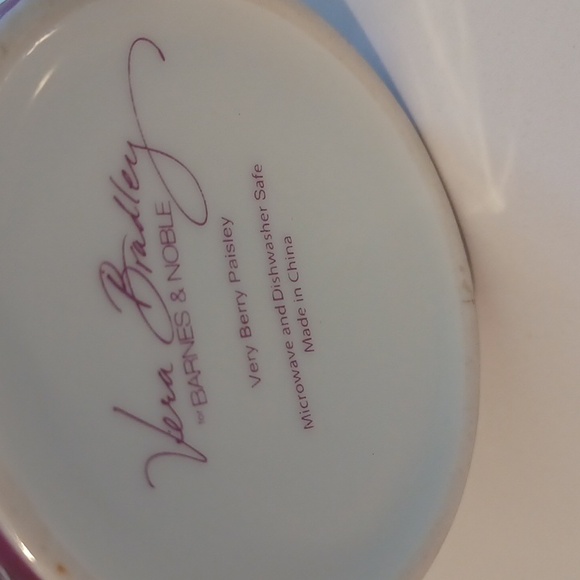 Vera Bradley
for BARNES & NOBLE
Very Berry Paisley
Microwave and Dishwasher Safe
Made in China